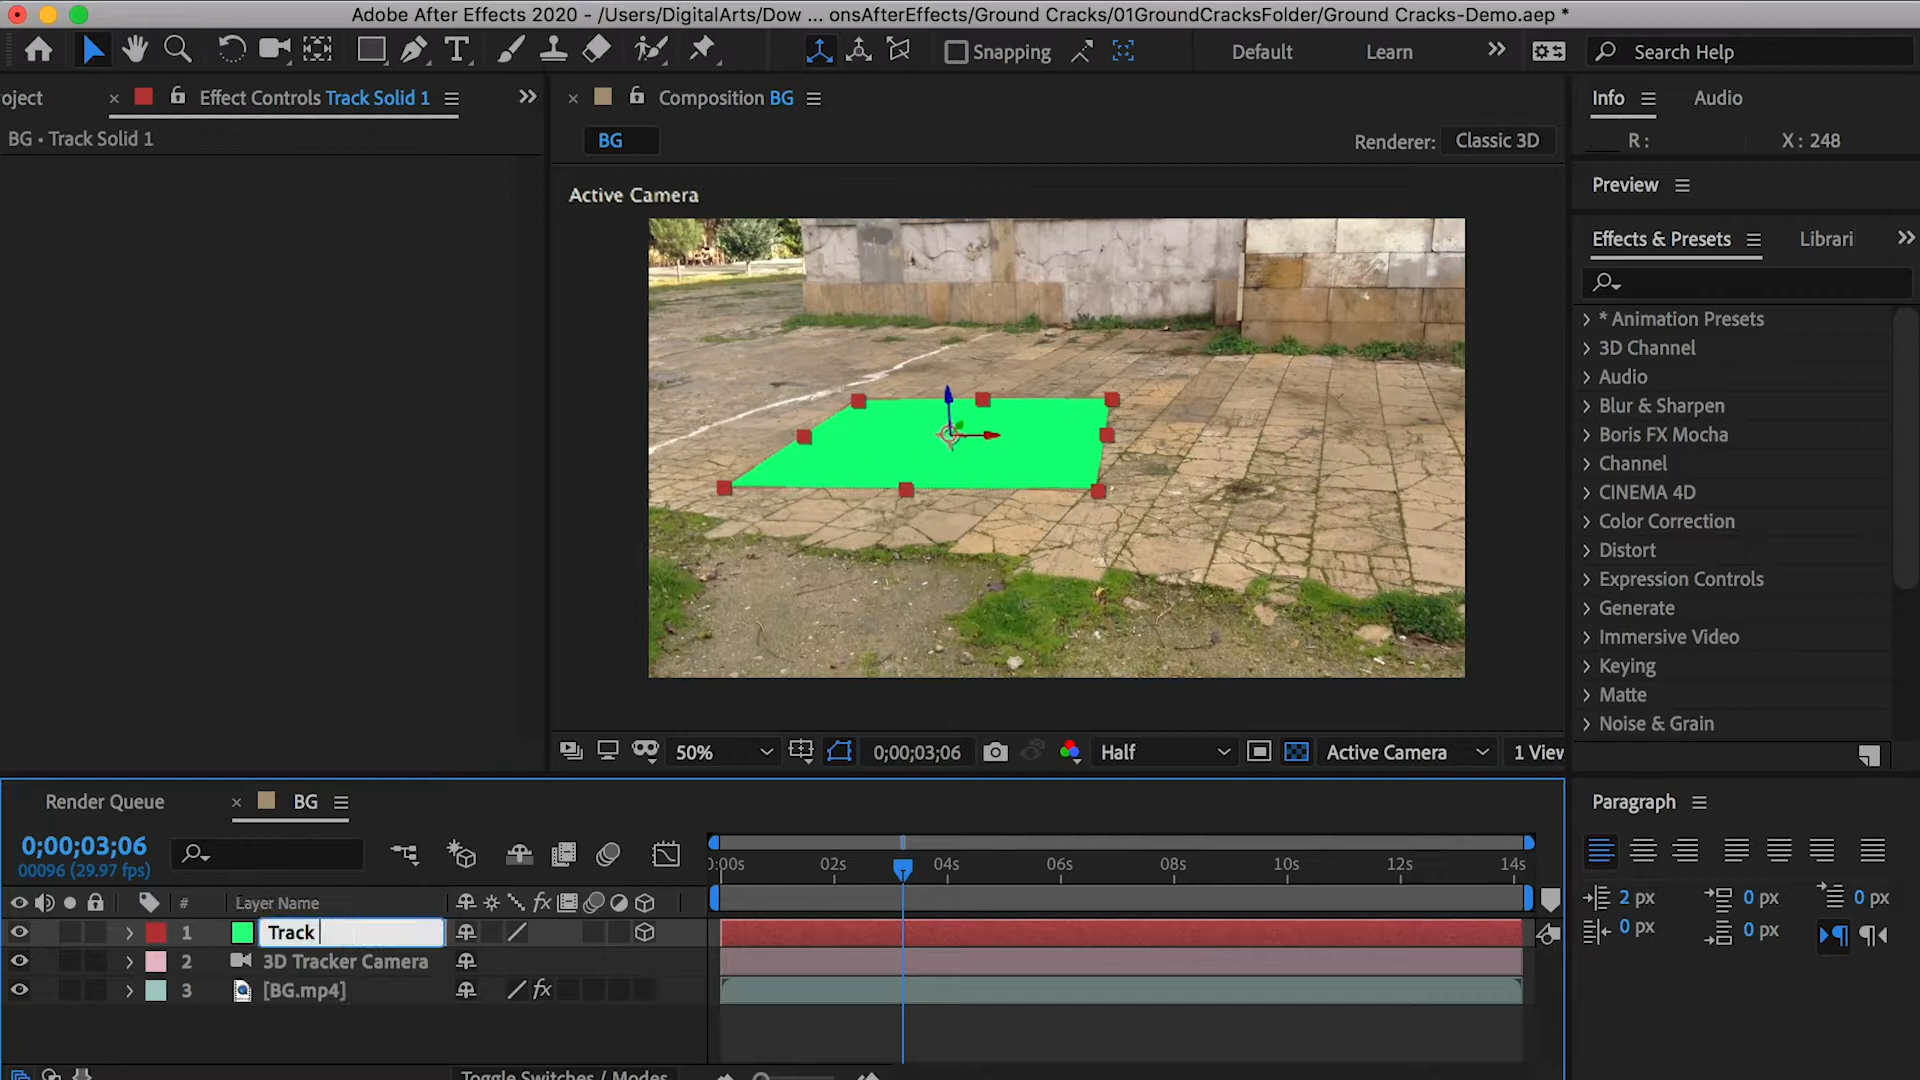 Adobe After Effects 2020 - /Users/DigitalArts/Dow ... onsAfterEffects/Ground Cracks/01GroundCracksFolder/Ground Cracks-Demo.aep *
Snapping
Default
Learn
Search Help
oject
Effect Controls Track Solid 1
Composition BG
Info
Audio
BG • Track Solid 1
BG
Renderer: Classic 3D
R :
X : 248
Active Camera
Preview
Effects & Presets
Librari
* Animation Presets
3D Channel
Audio
Blur & Sharpen
Boris FX Mocha
Channel
CINEMA 4D
Color Correction
Distort
Expression Controls
Generate
Immersive Video
Keying
Matte
Noise & Grain
50%
0;00;03;06
Half
Active Camera
1 View
Render Queue
BG
Paragraph
0;00;03;06
00096 (29.97 fps)
0:00s 02s 04s 06s 08s 10s 12s 14s
# Layer Name
fx
2 px 0 px 0 px
0 px 0 px
1 Track
2 3D Tracker Camera
3 [BG.mp4] fx
Toggle Switches / Modes